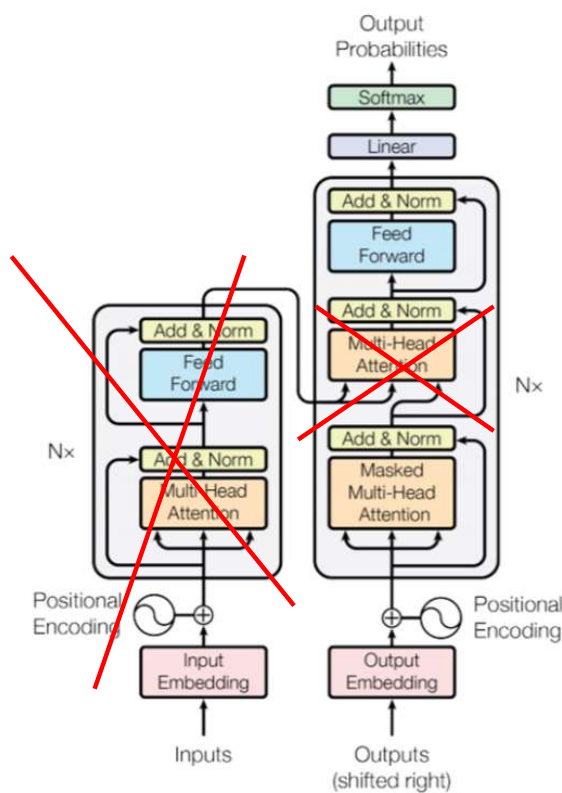 Output
Probabilities
Softmax
Linear
Add & Norm
Feed
Forward
Add & Norm
Multi-Head
Attention
Add & Norm
Masked
Multi-Head
Attention
Nx
Add & Norm
Feed
Forward
Add & Norm
Multi-Head
Attention
Nx
Positional
Encoding
Positional
Encoding
Input
Embedding
Output
Embedding
Inputs
Outputs
(shifted right)